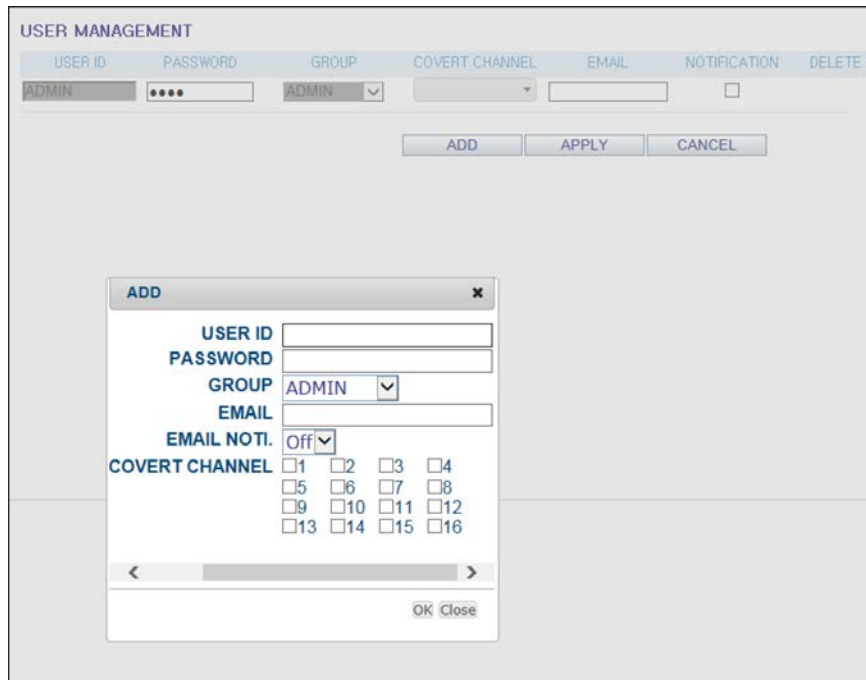 USER MANAGEMENT
USER ID PASSWORD GROUP COVERT CHANNEL EMAIL NOTIFICATION DELETE
ADMIN •••• ADMIN
ADD APPLY CANCEL
ADD
USER ID
PASSWORD
GROUP ADMIN
EMAIL
EMAIL NOTI. Off
COVERT CHANNEL 1 2 3 4
5 6 7 8
9 10 11 12
13 14 15 16
OK Close